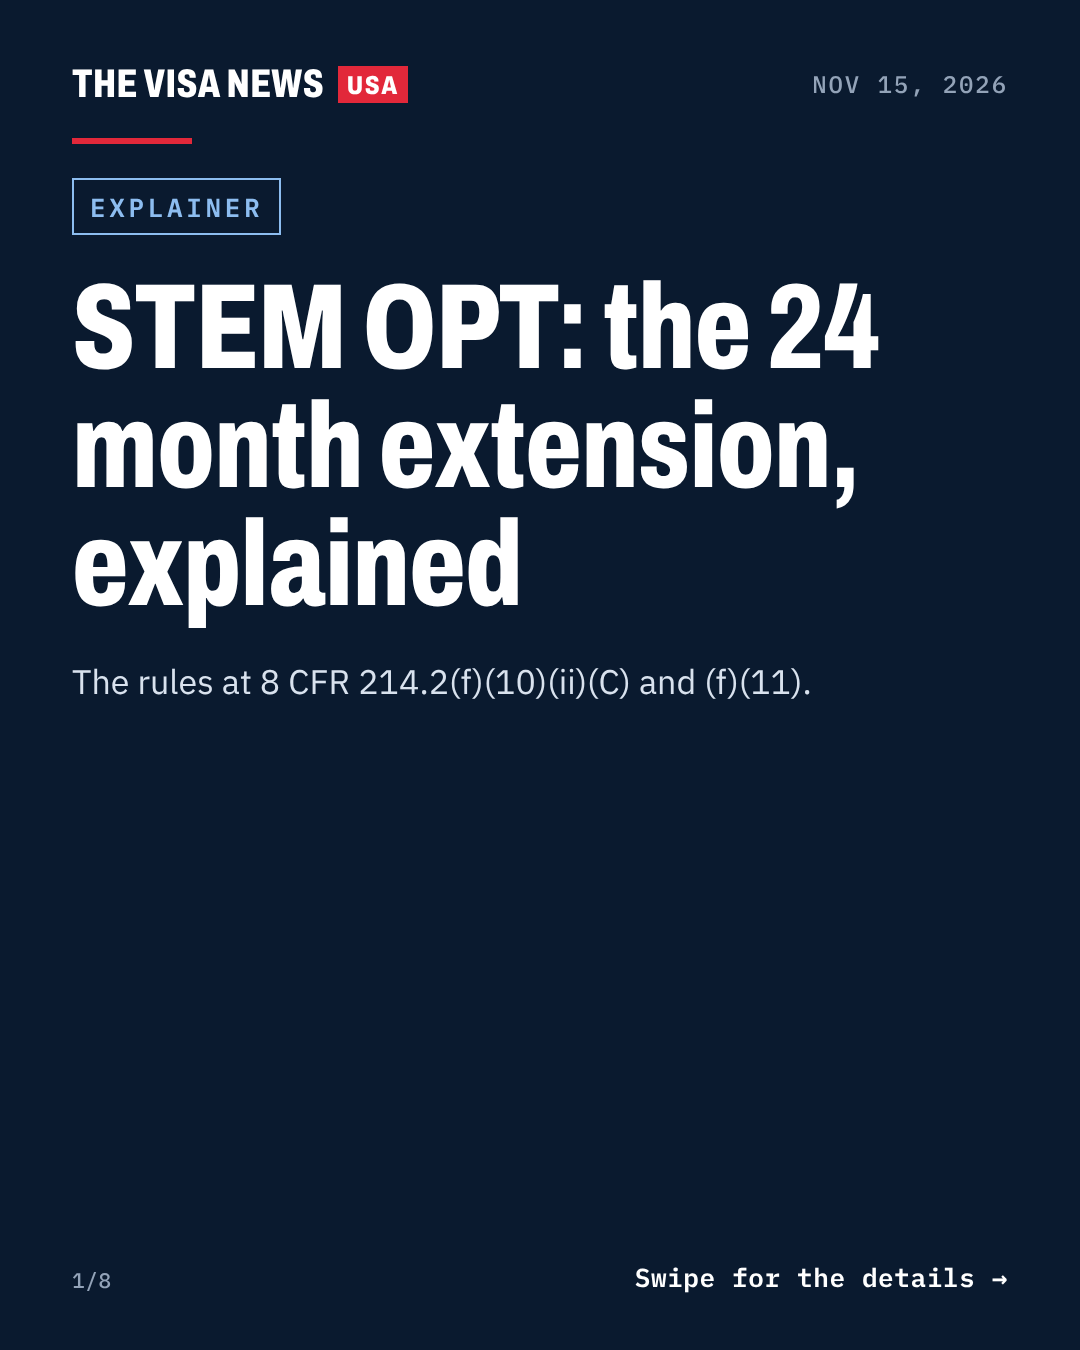 THE VISA NEWS USA
NOV 15, 2026
EXPLAINER
STEM OPT: the 24
month extension,
explained
The rules at 8 CFR 214.2(f)(10)(ii)(C) and (f)(11).
1/8
Swipe for the details →